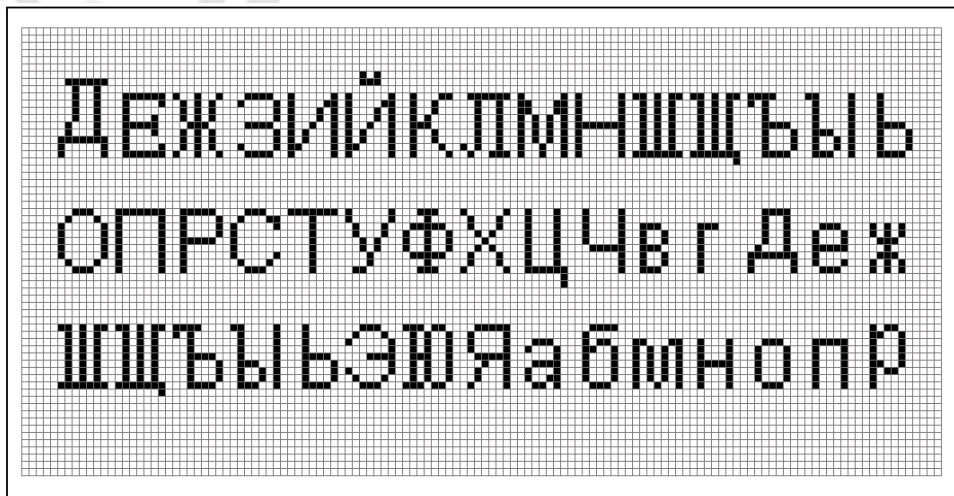 ДЕЖЗИЙКЛМНШЩЪЫЬ
ОПРСТУФХЦЧвгДеж
ШЩЪЫЬЭЮЯабмнопр